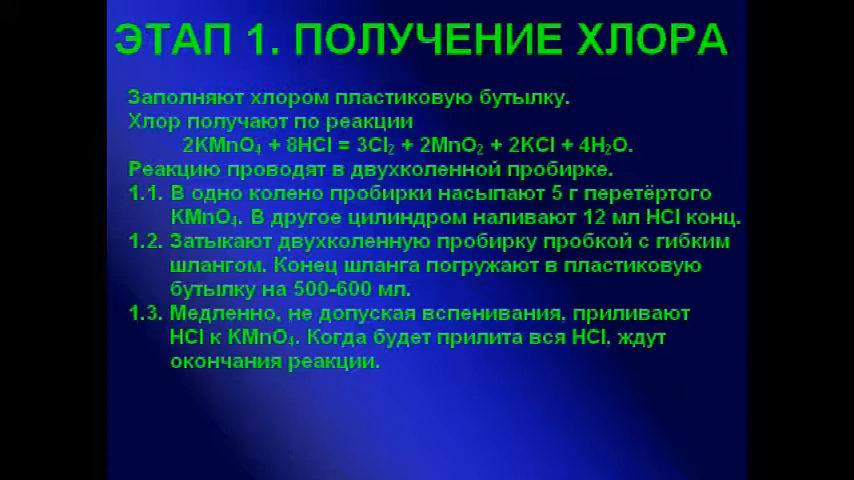 ЭТАП 1. ПОЛУЧЕНИЕ ХЛОРА
Заполняют хлором пластиковую бутылку.
Хлор получают по реакции
2KMnO₄ + 8HCl = 3Cl₂ + 2MnO₂ + 2KCl + 4H₂O.
Реакцию проводят в двухколенной пробирке.
1.1. В одно колено пробирки насыпают 5 г перетёртого
KMnO₄. В другое цилиндром наливают 12 мл HCl конц.
1.2. Затыкают двухколенную пробирку пробкой с гибким
шлангом. Конец шланга погружают в пластиковую
бутылку на 500-600 мл.
1.3. Медленно, не допуская вспенивания, приливают
HCl к KMnO₄. Когда будет прилита вся HCl, ждут
окончания реакции.